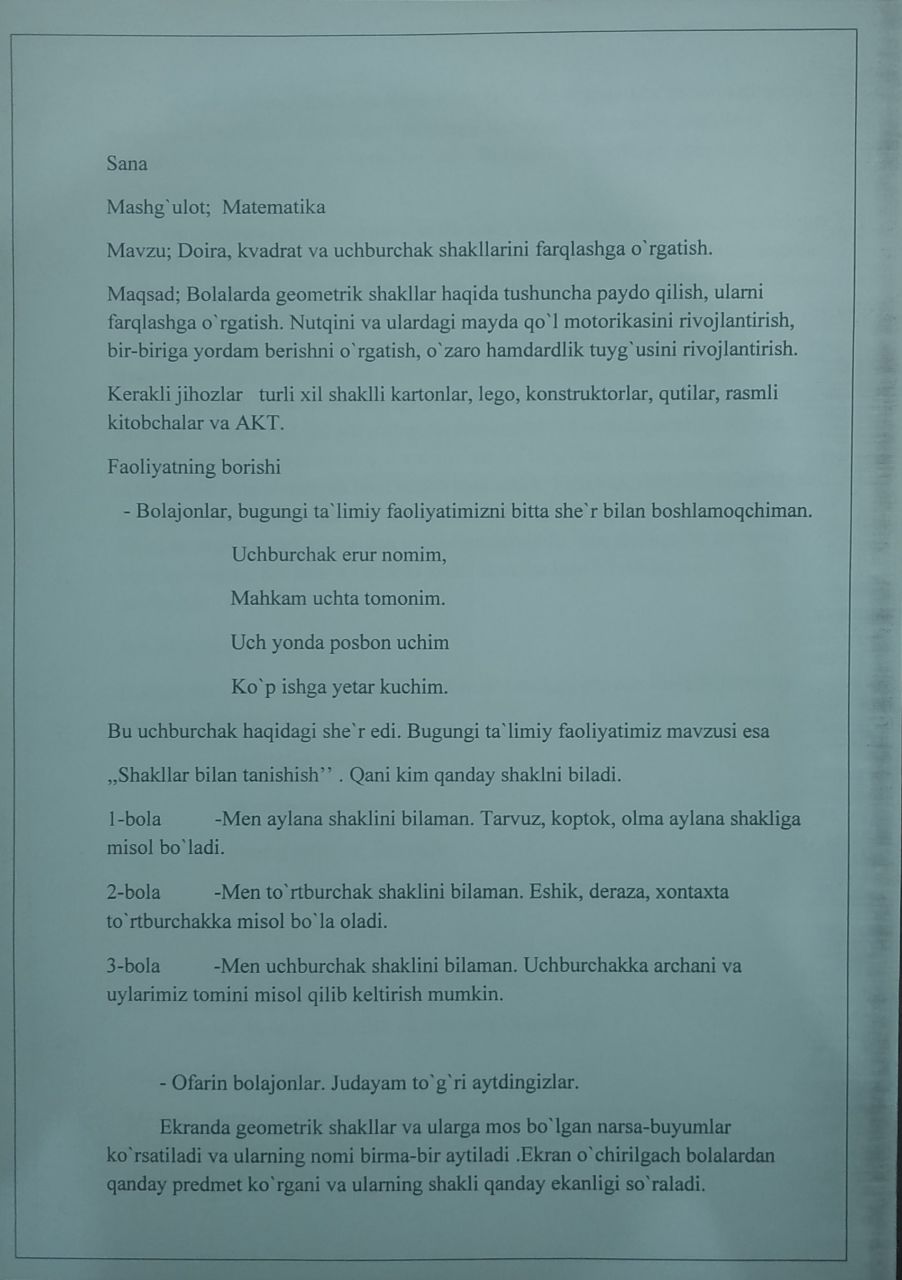 Sana
Mashg`ulot;  Matematika
Mavzu; Doira, kvadrat va uchburchak shakllarini farqlashga o`rgatish.
Maqsad; Bolalarda geometrik shakllar haqida tushuncha paydo qilish, ularni
farqlashga o`rgatish. Nutqini va ulardagi mayda qo`l motorikasini rivojlantirish,
bir-biriga yordam berishni o`rgatish, o`zaro hamdardlik tuyg`usini rivojlantirish.
Kerakli jihozlar   turli xil shaklli kartonlar, lego, konstruktorlar, qutilar, rasmli
kitobchalar va AKT.
Faoliyatning borishi
- Bolajonlar, bugungi ta`limiy faoliyatimizni bitta she`r bilan boshlamoqchiman.
Uchburchak erur nomim,
Mahkam uchta tomonim.
Uch yonda posbon uchim
Ko`p ishga yetar kuchim.
Bu uchburchak haqidagi she`r edi. Bugungi ta`limiy faoliyatimiz mavzusi esa
,,Shakllar bilan tanishish’’ . Qani kim qanday shaklni biladi.
1-bola         -Men aylana shaklini bilaman. Tarvuz, koptok, olma aylana shakliga
misol bo`ladi.
2-bola         -Men to`rtburchak shaklini bilaman. Eshik, deraza, xontaxta
to`rtburchakka misol bo`la oladi.
3-bola         -Men uchburchak shaklini bilaman. Uchburchakka archani va
uylarimiz tomini misol qilib keltirish mumkin.
- Ofarin bolajonlar. Judayam to`g`ri aytdingizlar.
Ekranda geometrik shakllar va ularga mos bo`lgan narsa-buyumlar
ko`rsatiladi va ularning nomi birma-bir aytiladi .Ekran o`chirilgach bolalardan
qanday predmet ko`rgani va ularning shakli qanday ekanligi so`raladi.